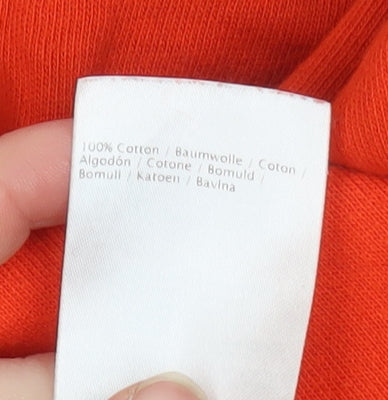 100% Cotton / Baumwolle / Coton /
Algodón / Cotone / Bomuld /
Bomull / Katoen / Bavlna